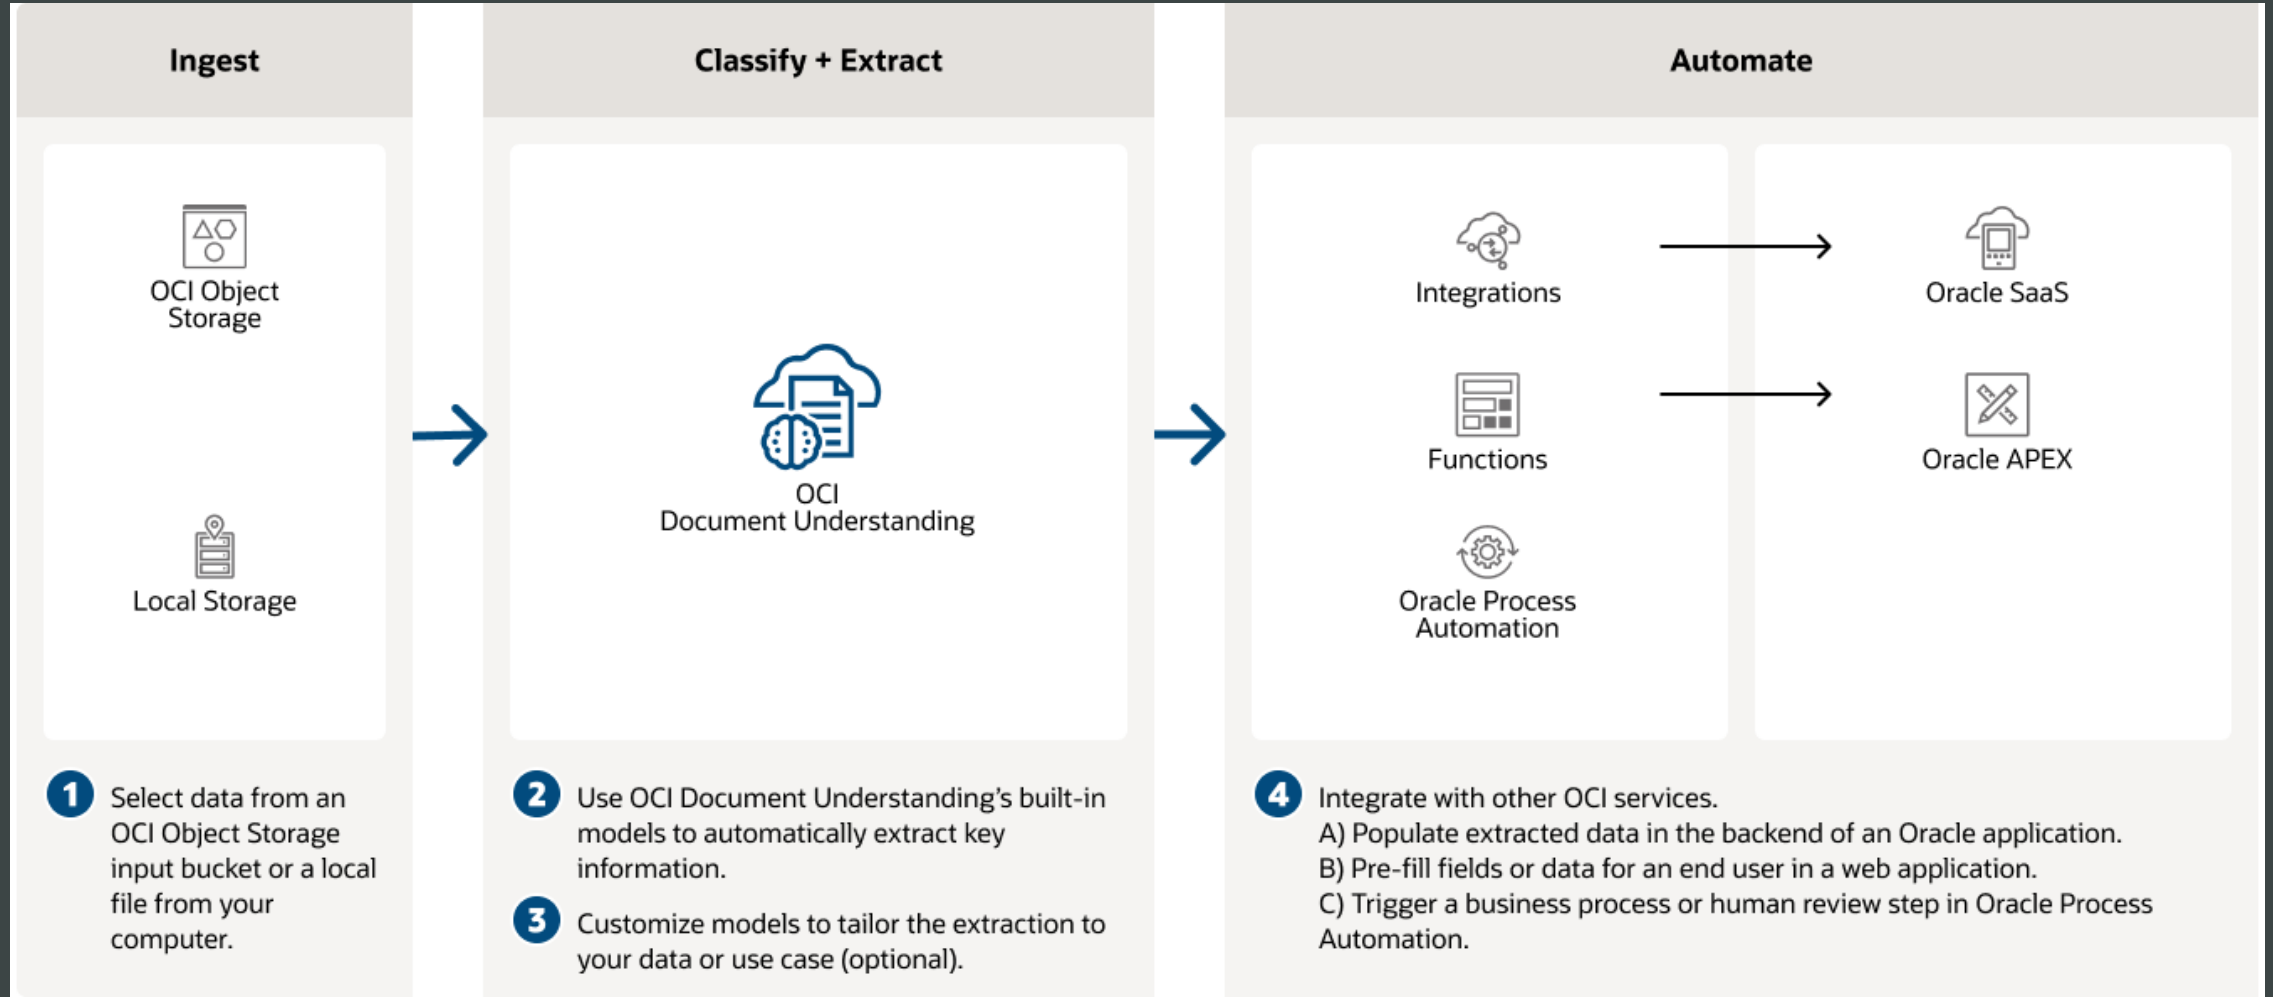 Ingest
OCI Object
Storage
Local Storage
1 Select data from an
OCI Object Storage
input bucket or a local
file from your
computer.
Classify + Extract
OCI
Document Understanding
2 Use OCI Document Understanding’s built-in
models to automatically extract key
information.
3 Customize models to tailor the extraction to
your data or use case (optional).
Automate
Integrations
Oracle SaaS
Functions
Oracle APEX
Oracle Process
Automation
4 Integrate with other OCI services.
A) Populate extracted data in the backend of an Oracle application.
B) Pre-fill fields or data for an end user in a web application.
C) Trigger a business process or human review step in Oracle Process
Automation.